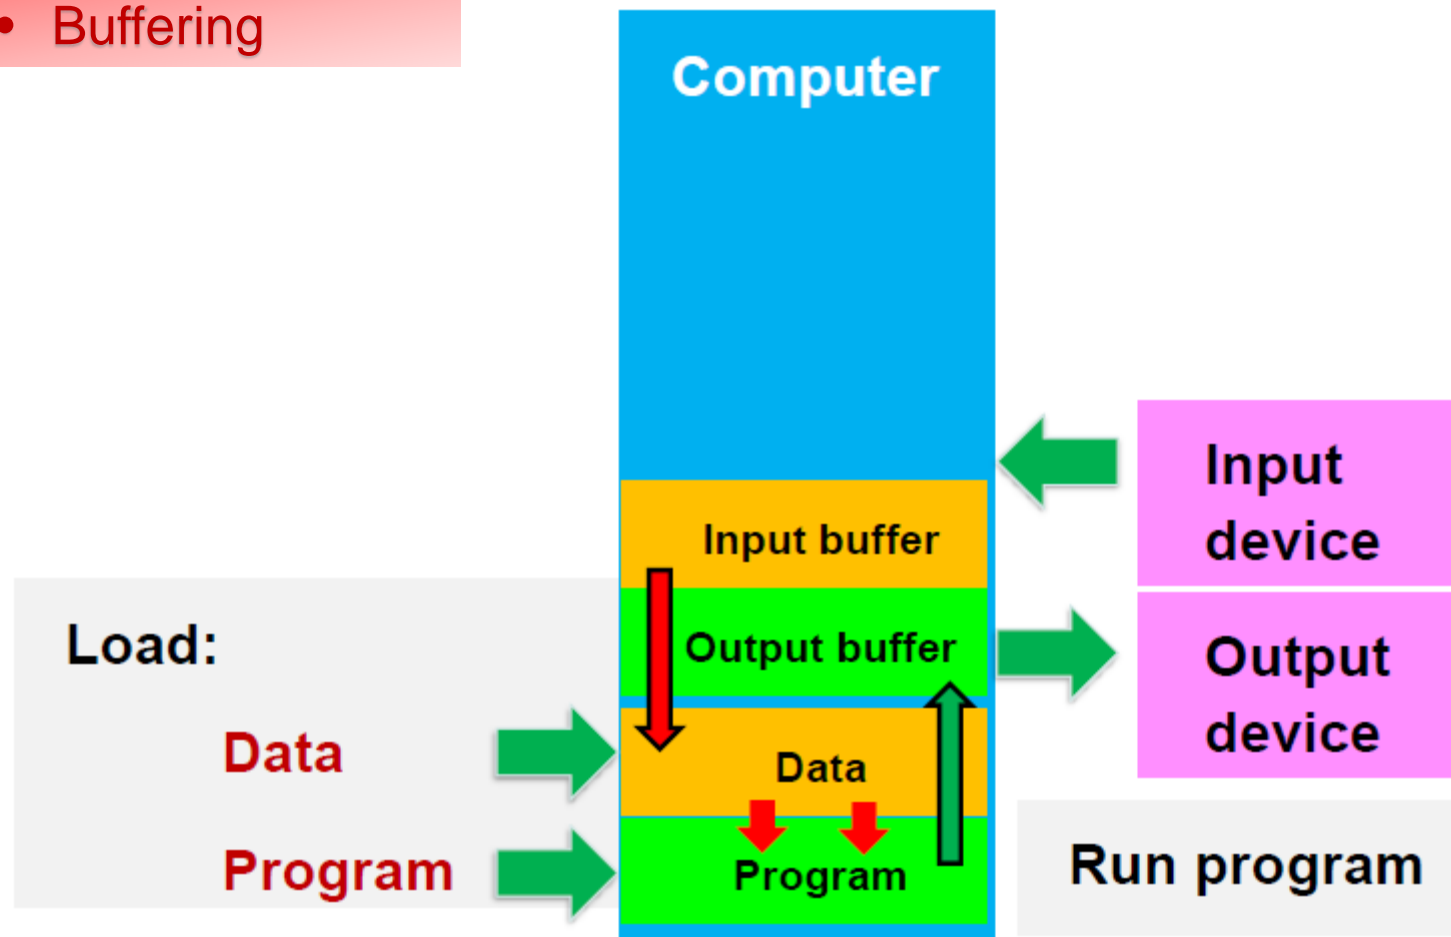 • Buffering
Computer
Input buffer
Output buffer
Data
Program
Load:
Data
Program
Input
device
Output
device
Run program